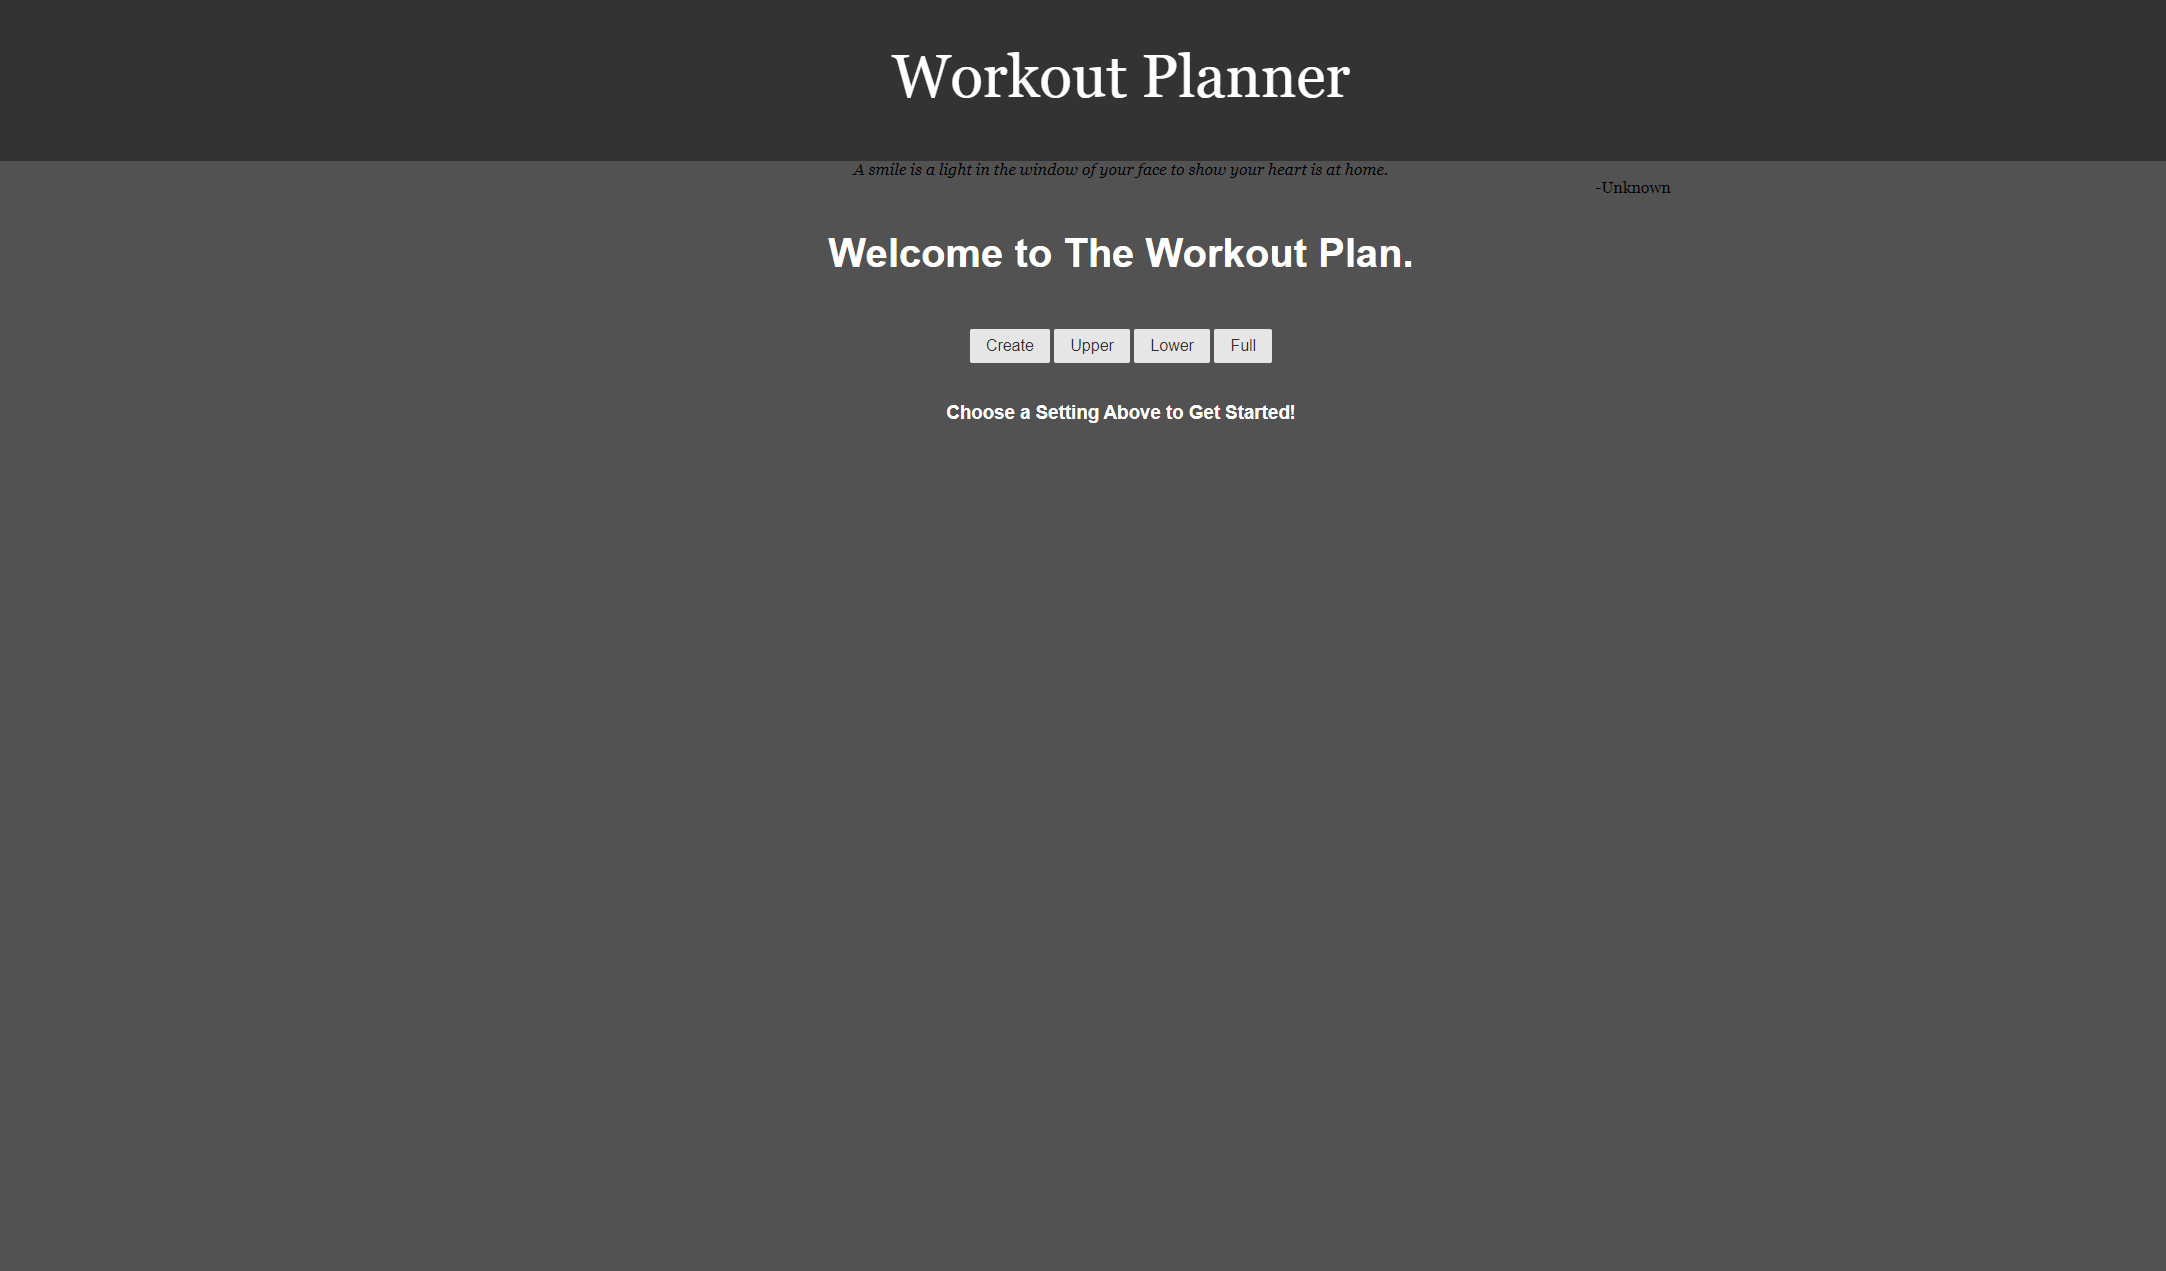 Workout Planner
A smile is a light in the window of your face to show your heart is at home.
-Unknown
Welcome to The Workout Plan.
Create Upper Lower Full
Choose a Setting Above to Get Started!